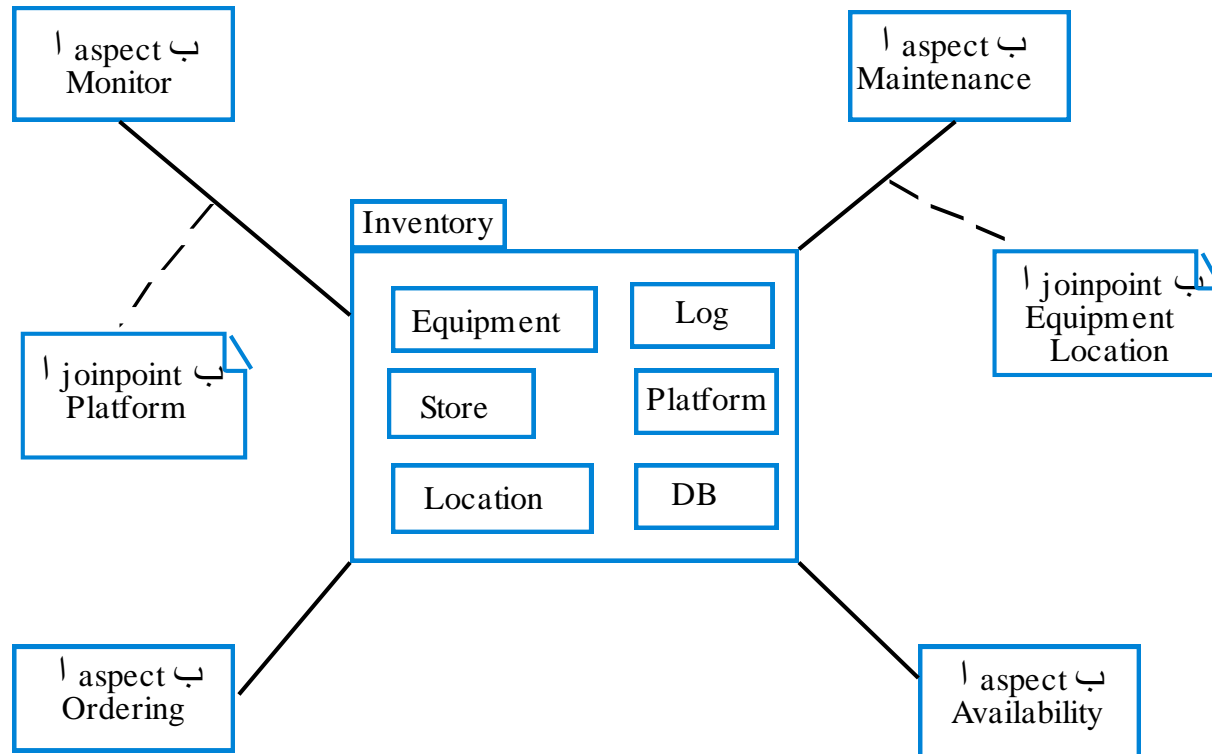 ا aspect ب
Monitor
ا aspect ب
Maintenance
Inventory
Equipment
Log
Store
Platform
Location
DB
ا joinpoint ب
Platform
ا joinpoint ب
Equipment
Location
ا aspect ب
Ordering
ا aspect ب
Availability